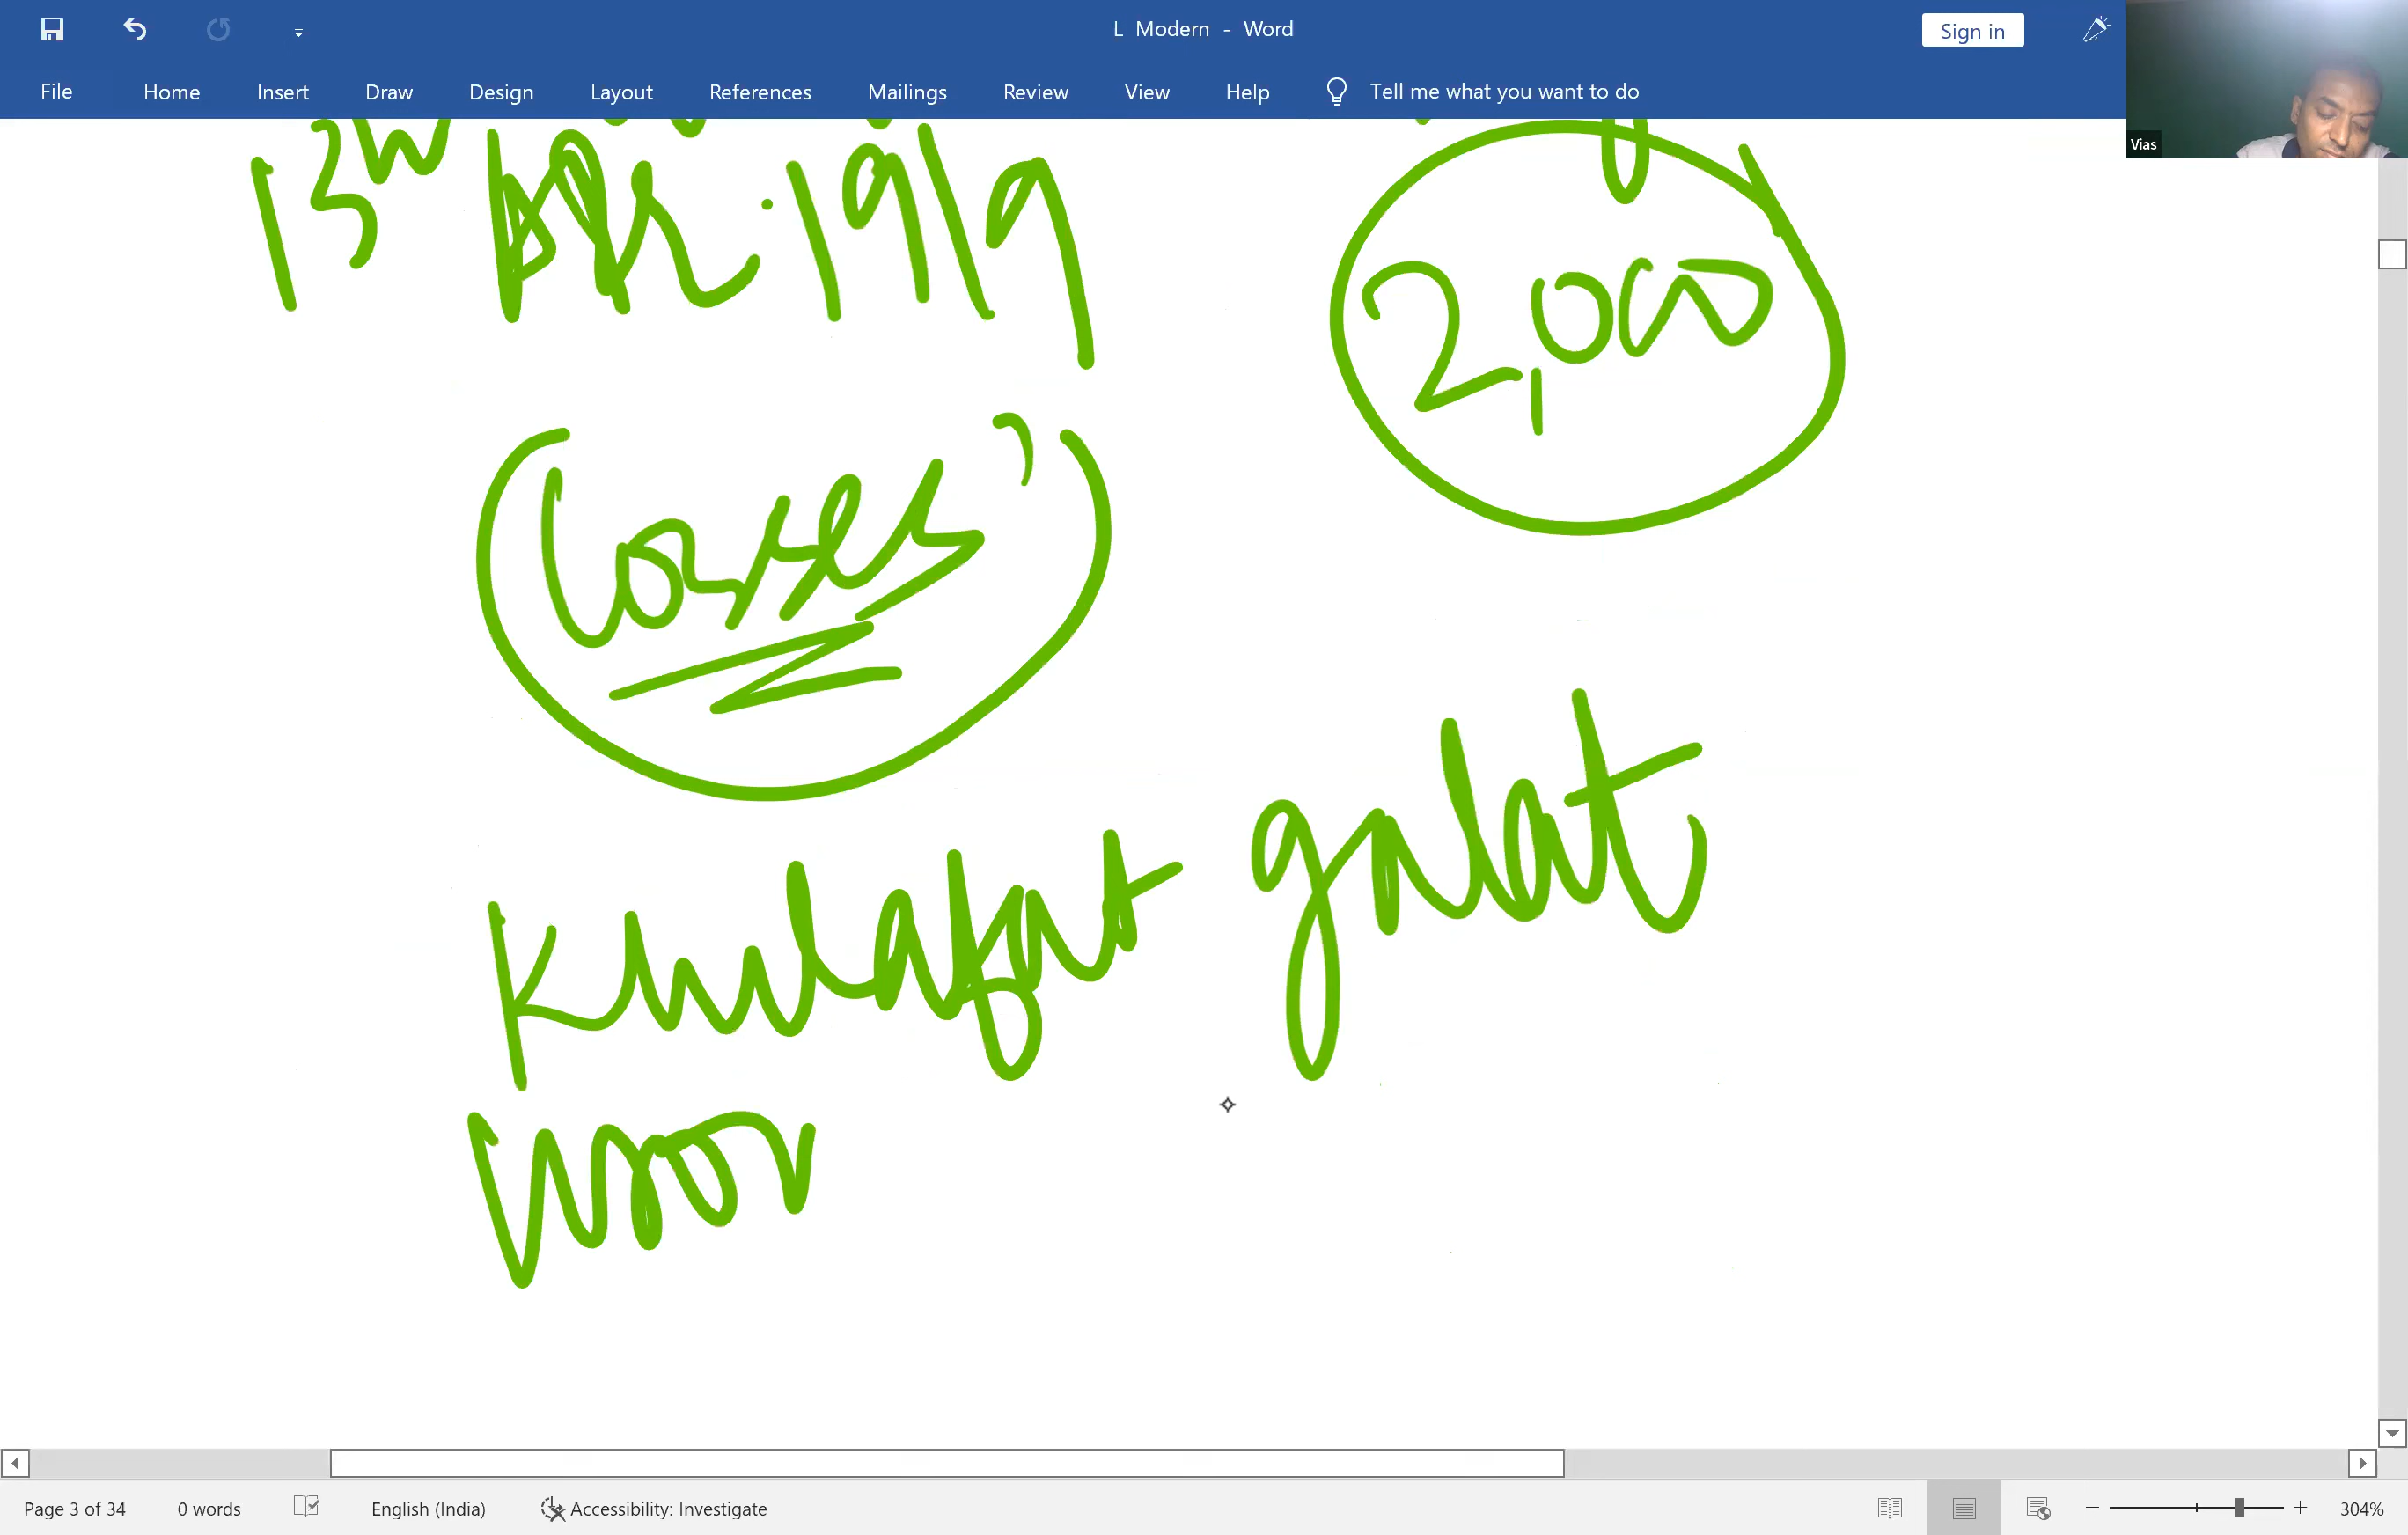 L Modern - Word
Sign in
File Home Insert Draw Design Layout References Mailings Review View Help Tell me what you want to do
Vias
13th 1919
2,000
Khilafat galat
Page 3 of 34 0 words English (India) Accessibility: Investigate 304%